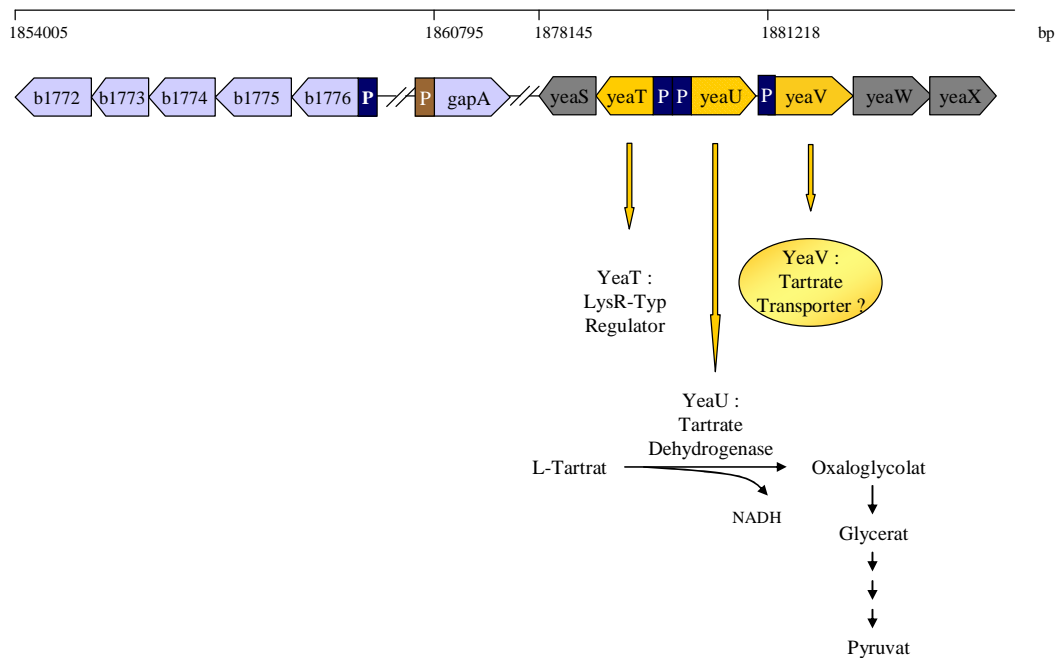 1854005 1860795 1878145 1881218 bp
b1772 b1773 b1774 b1775 b1776 P P gapA yeaS yeaT P P yeaU P yeaV yeaW yeaX
YeaV :
Tartrate
Transporter ?
YeaT :
LysR-Typ
Regulator
YeaU :
Tartrate
Dehydrogenase
L-Tartrat Oxaloglycolat
NADH
Glycerat
Pyruvat